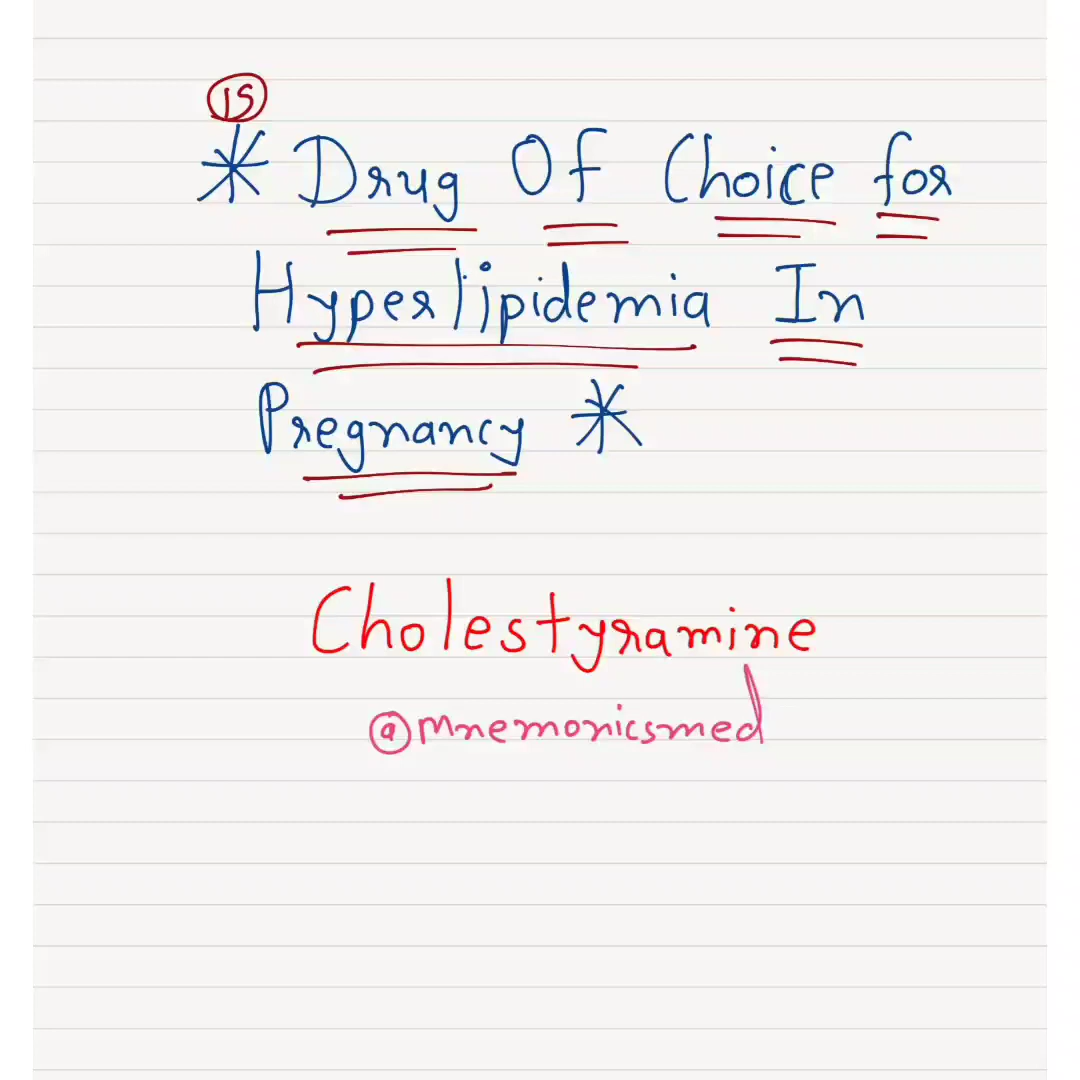 15
* Drug Of Choice for
Hyperlipidemia In
Pregnancy *
Cholestyramine
@mnemonicsmed